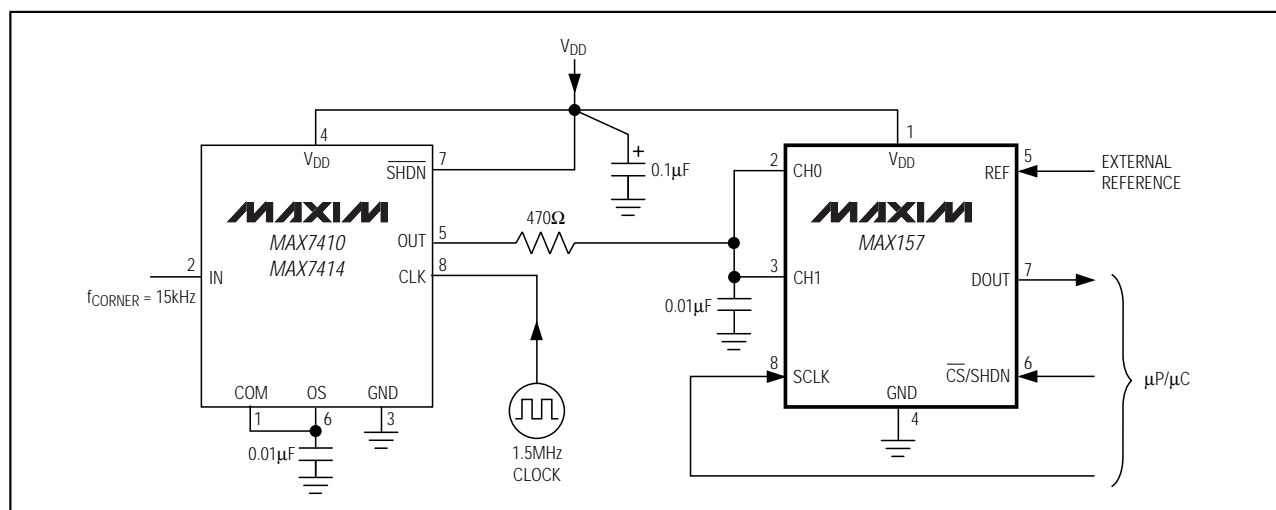 VDD
4
VDD
7
SHDN
MAXIM
MAX7410
MAX7414
OUT
5
8
CLK
2
IN
fCORNER = 15kHz
COM
OS
GND
1
6
3
0.01µF
470Ω
+
0.1µF
1.5MHz
CLOCK
0.01µF
1
VDD
2
CH0
5
REF
EXTERNAL
REFERENCE
MAXIM
MAX157
3
CH1
7
DOUT
8
SCLK
6
CS/SHDN
GND
4
µP/µC